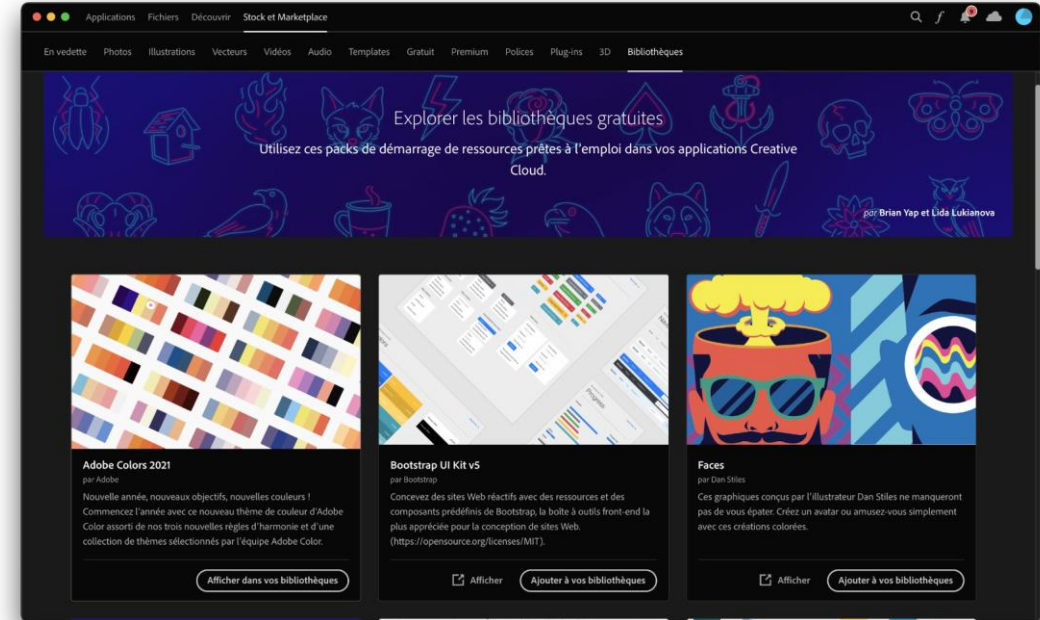 Applications Fichiers Découvrir Stock et Marketplace
En vedette Photos Illustrations Vecteurs Vidéos Audio Templates Gratuit Premium Polices Plug-ins 3D Bibliothèques
Explorer les bibliothèques gratuites
Utilisez ces packs de démarrage de ressources prêtes à l'emploi dans vos applications Creative
Cloud.
par Brian Yap et Lida Lukianova
Adobe Colors 2021
par Adobe
Nouvelle année, nouveaux objectifs, nouvelles couleurs !
Commencez l'année avec ce nouveau thème de couleur d'Adobe
Color assorti de nos trois nouvelles règles d'harmonie et d'une
collection de thèmes sélectionnés par l'équipe Adobe Color.
Afficher dans vos bibliothèques
Bootstrap UI Kit v5
par Bootstrap
Concevez des sites Web réactifs avec des ressources et des
composants prédéfinis de Bootstrap, la boîte à outils front-end la
plus appréciée pour la conception de sites Web.
(https://opensource.org/licenses/MIT).
Afficher Ajouter à vos bibliothèques
Faces
par Dan Stiles
Ces graphiques conçus par l'illustrateur Dan Stiles ne manqueront
pas de vous épater. Créez un avatar ou amusez-vous simplement
avec ces créations colorées.
Afficher Ajouter à vos bibliothèques